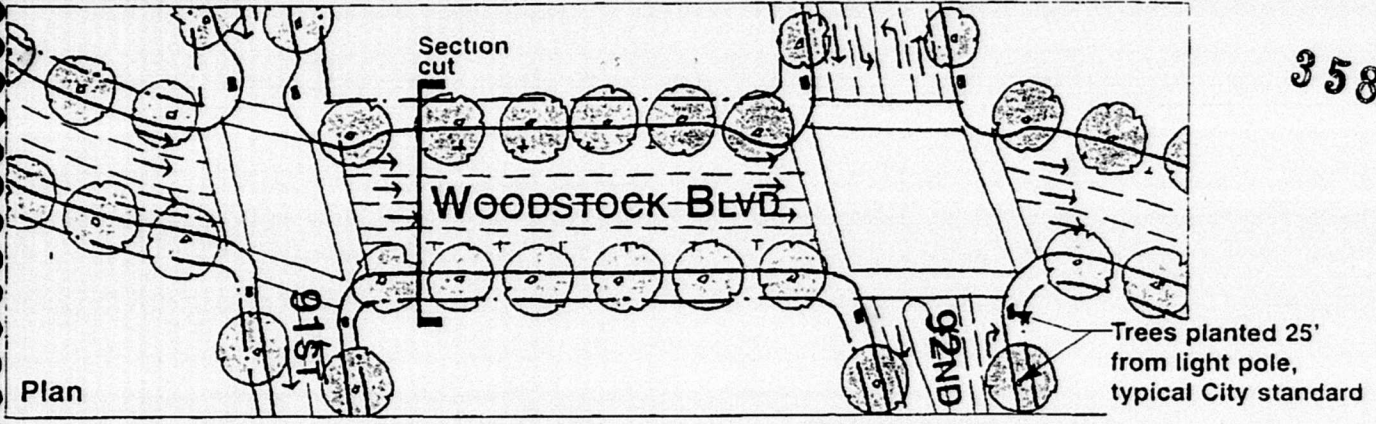 Section
cut
358
WOODSTOCK BLVD.
91ST
92ND
Trees planted 25'
from light pole,
typical City standard
Plan